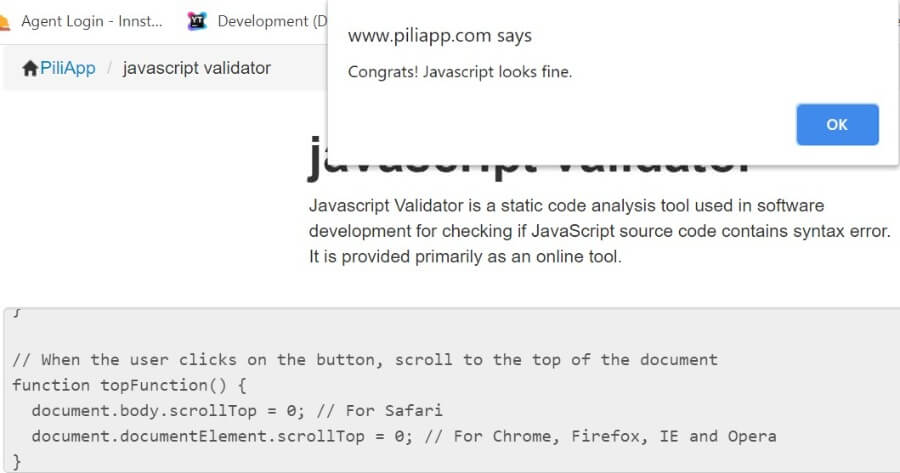 Agent Login - Innst...
Development (D
www.piliapp.com says
Congrats! Javascript looks fine.
OK
PiliApp / javascript validator
javascript validator
Javascript Validator is a static code analysis tool used in software
development for checking if JavaScript source code contains syntax error.
It is provided primarily as an online tool.
}
// When the user clicks on the button, scroll to the top of the document
function topFunction() {
  document.body.scrollTop = 0; // For Safari
  document.documentElement.scrollTop = 0; // For Chrome, Firefox, IE and Opera
}